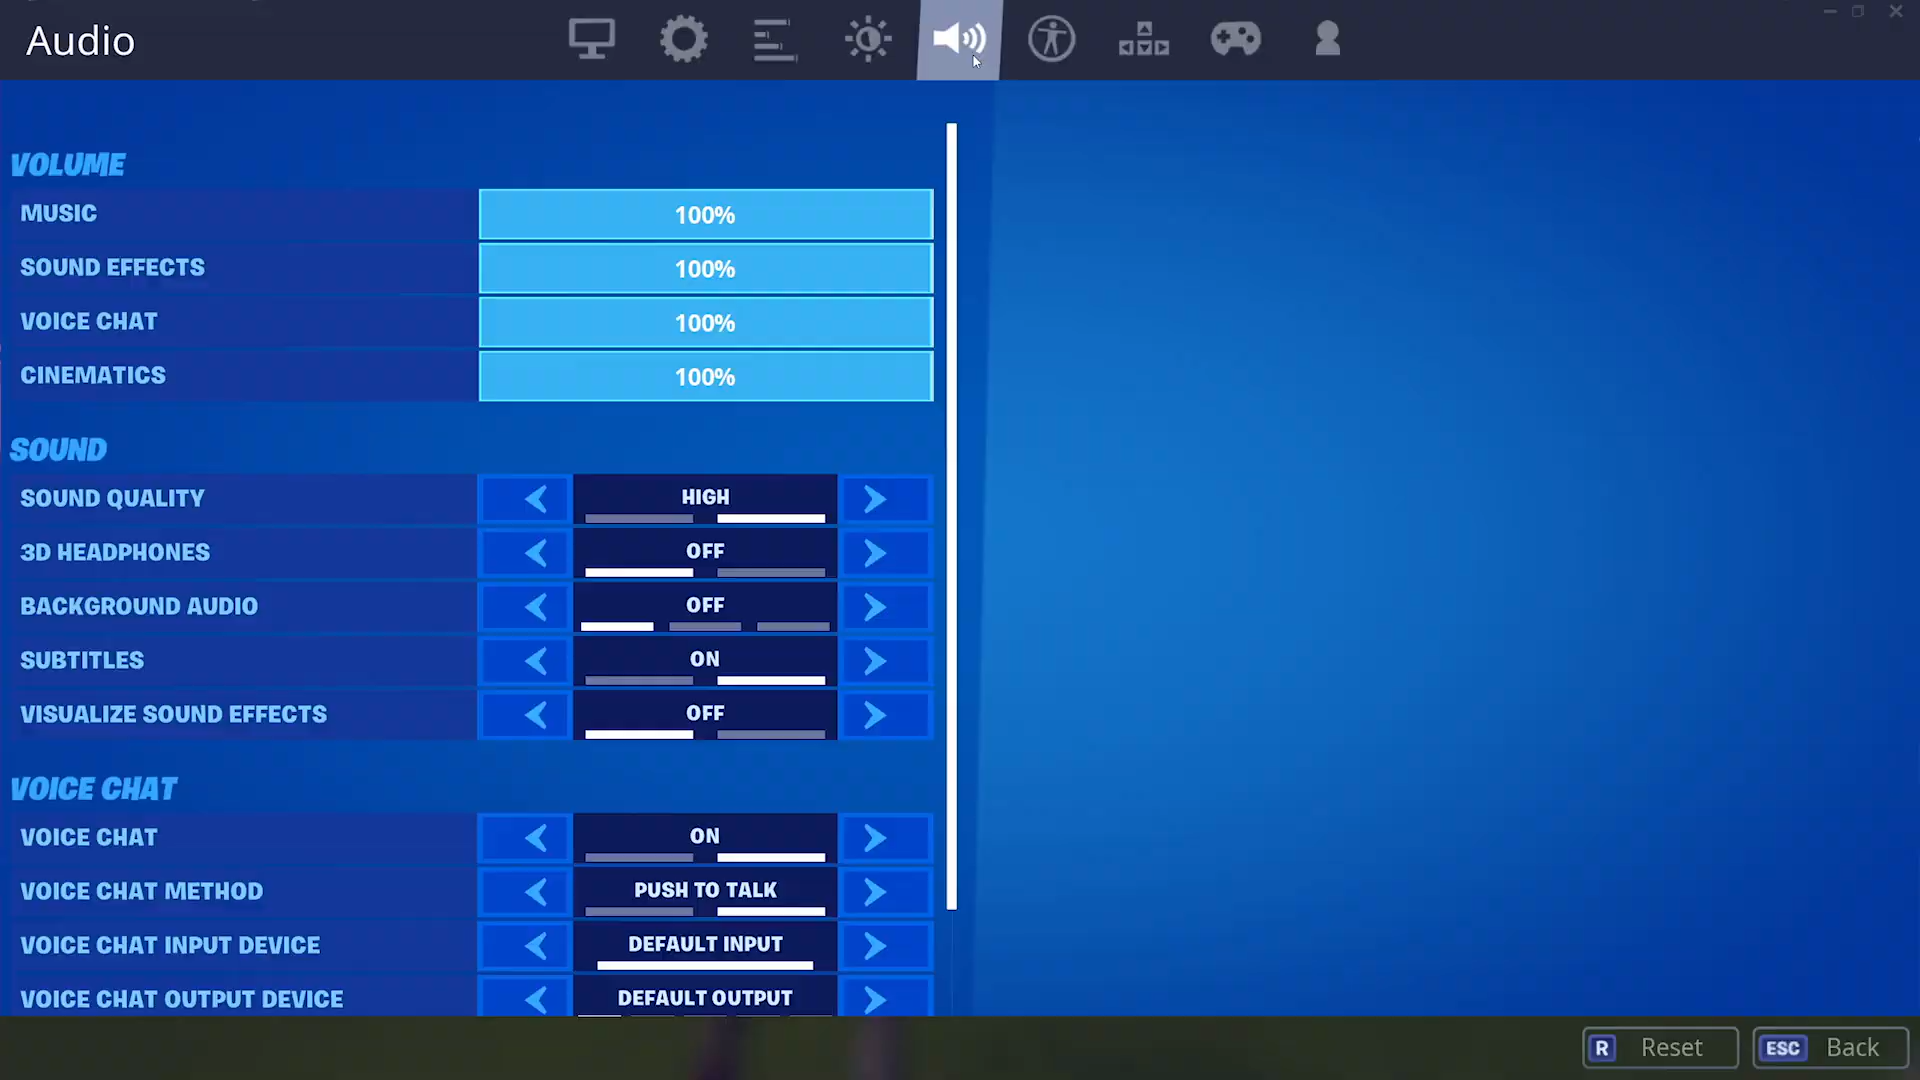 Audio
VOLUME
MUSIC 100%
SOUND EFFECTS 100%
VOICE CHAT 100%
CINEMATICS 100%
SOUND
SOUND QUALITY HIGH
3D HEADPHONES OFF
BACKGROUND AUDIO OFF
SUBTITLES ON
VISUALIZE SOUND EFFECTS OFF
VOICE CHAT
VOICE CHAT ON
VOICE CHAT METHOD PUSH TO TALK
VOICE CHAT INPUT DEVICE DEFAULT INPUT
VOICE CHAT OUTPUT DEVICE DEFAULT OUTPUT
R Reset ESC Back